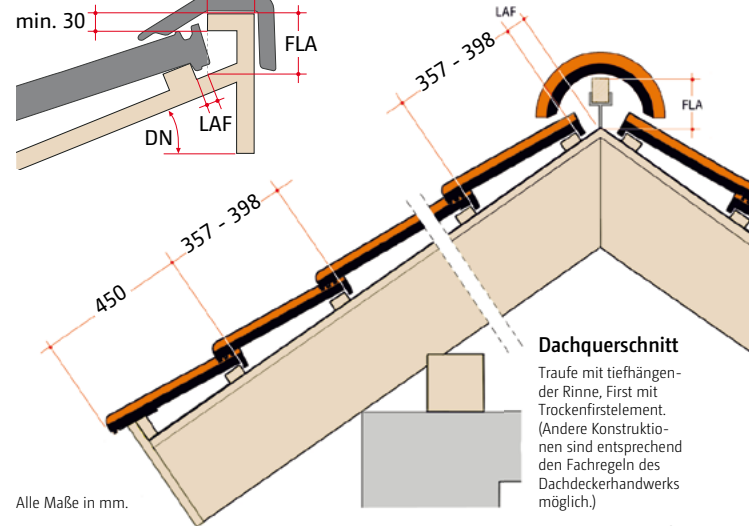 min. 30
FLA
LAF
DN
LAF
357 - 398
FLA
357 - 398
450
Dachquerschnitt
Traufe mit tiefhängen-
der Rinne, First mit
Trockenfirstelement.
(Andere Konstruktio-
nen sind entsprechend
den Fachregeln des
Dachdeckerhandwerks
möglich.)
Alle Maße in mm.